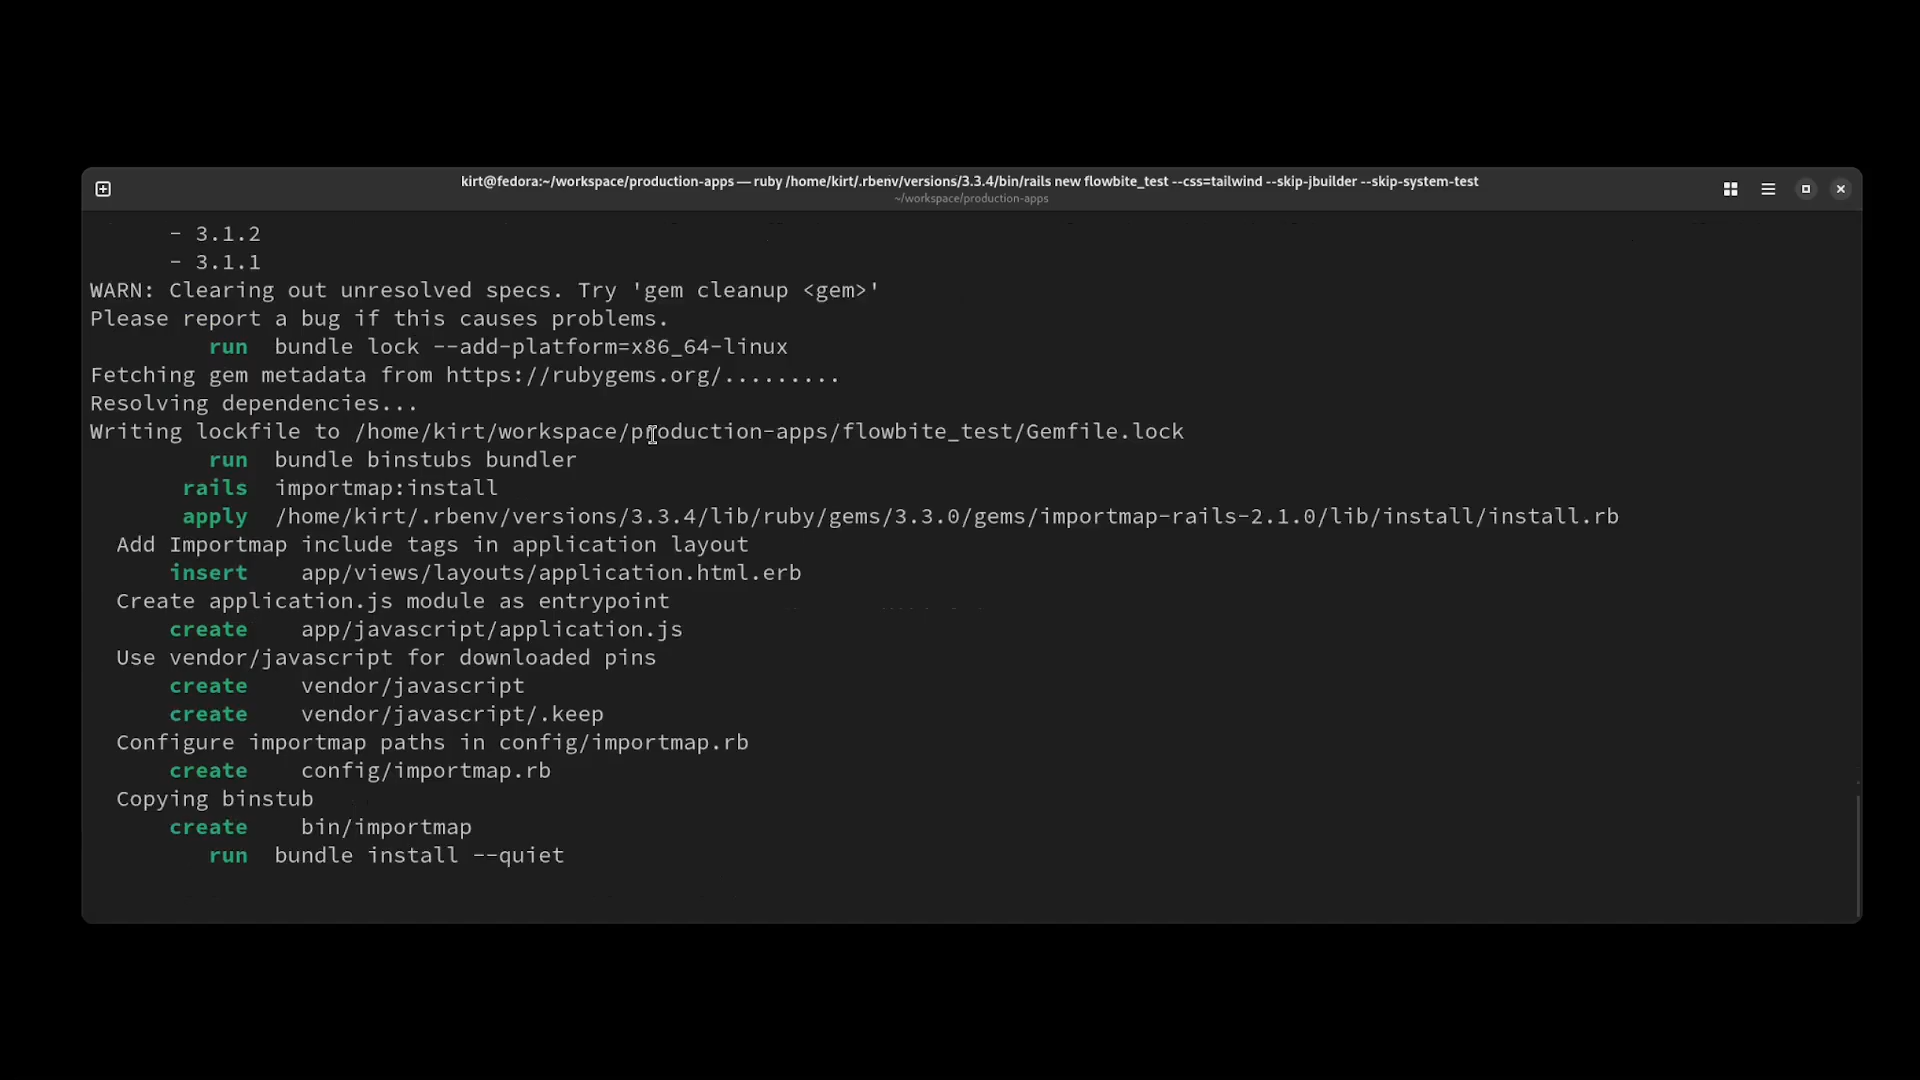 kirt@fedora:~/workspace/production-apps — ruby /home/kirt/.rbenv/versions/3.3.4/bin/rails new flowbite_test --css=tailwind --skip-jbuilder --skip-system-test
~/workspace/production-apps
- 3.1.2
- 3.1.1
WARN: Clearing out unresolved specs. Try 'gem cleanup <gem>'
Please report a bug if this causes problems.
run  bundle lock --add-platform=x86_64-linux
Fetching gem metadata from https://rubygems.org/.........
Resolving dependencies...
Writing lockfile to /home/kirt/workspace/production-apps/flowbite_test/Gemfile.lock
run  bundle binstubs bundler
rails  importmap:install
apply  /home/kirt/.rbenv/versions/3.3.4/lib/ruby/gems/3.3.0/gems/importmap-rails-2.1.0/lib/install/install.rb
Add Importmap include tags in application layout
insert    app/views/layouts/application.html.erb
Create application.js module as entrypoint
create    app/javascript/application.js
Use vendor/javascript for downloaded pins
create    vendor/javascript
create    vendor/javascript/.keep
Configure importmap paths in config/importmap.rb
create    config/importmap.rb
Copying binstub
create    bin/importmap
run  bundle install --quiet